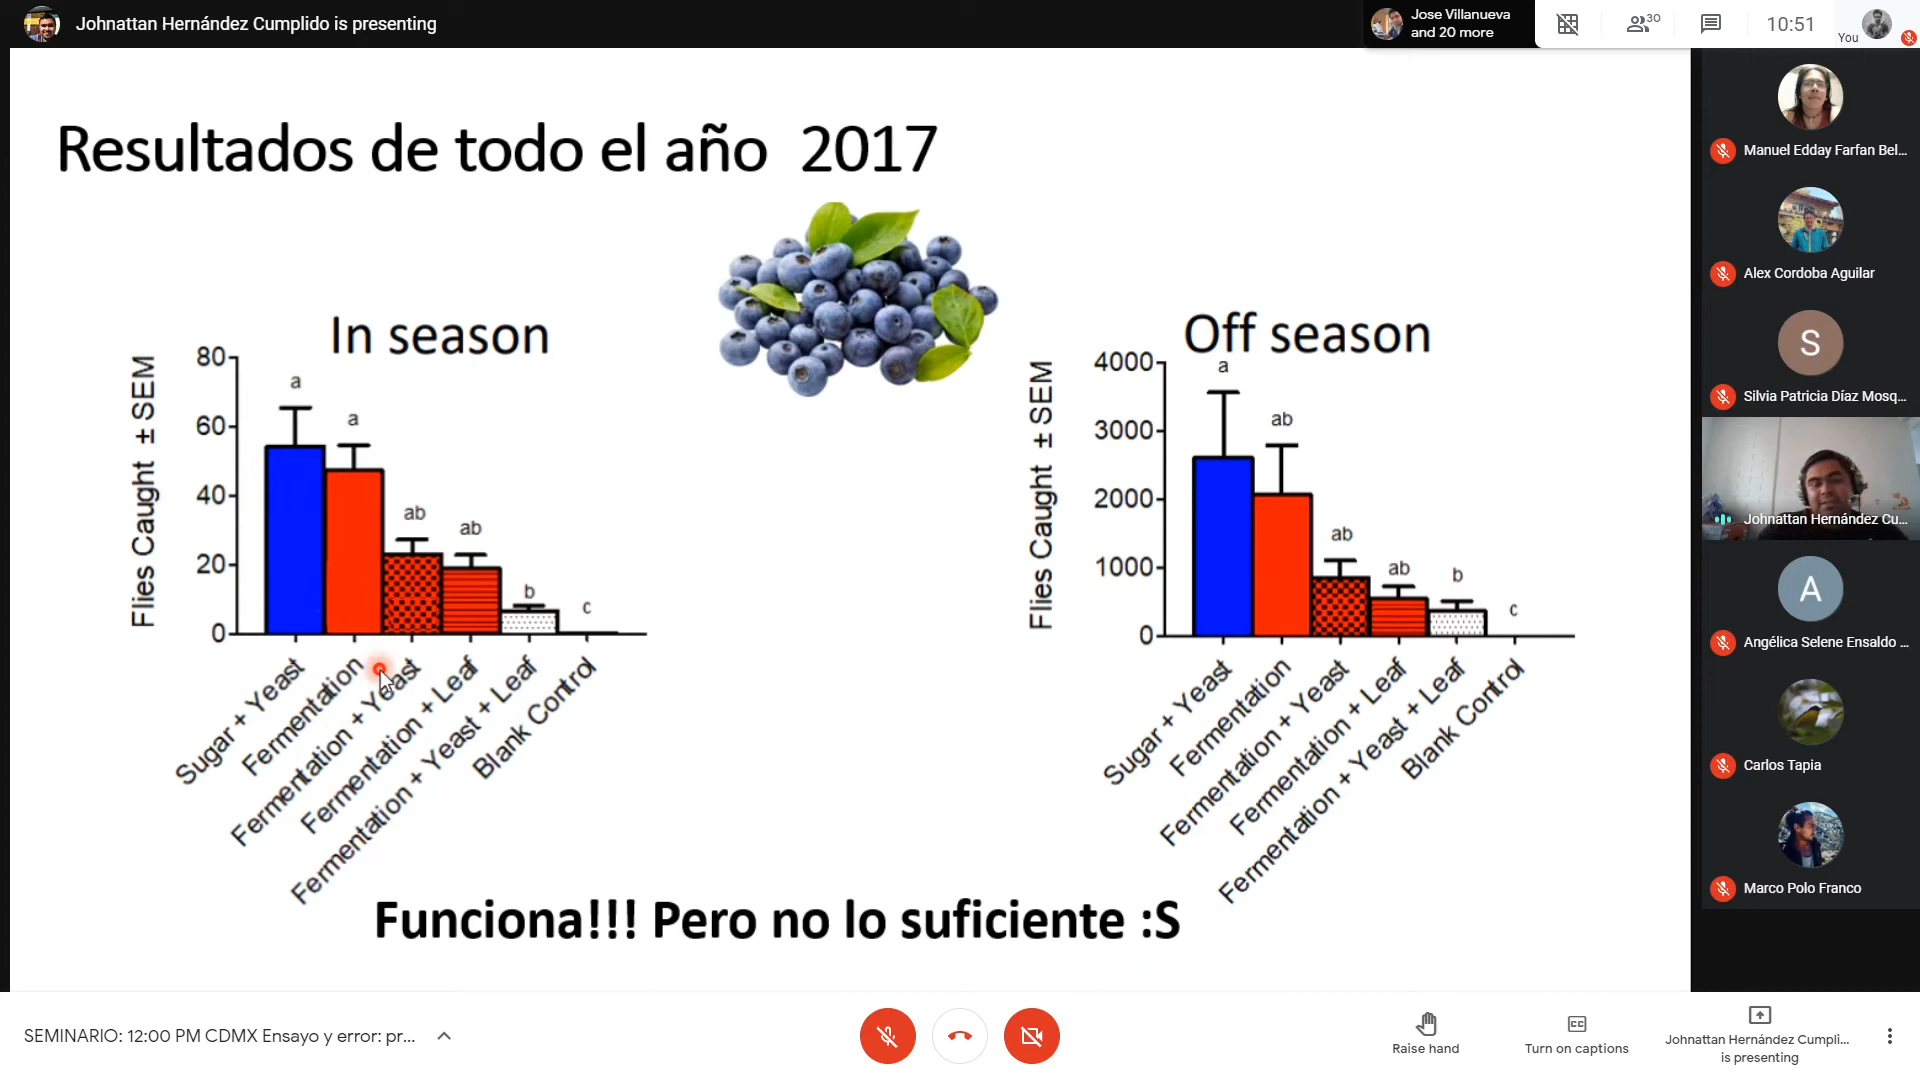 Johnattan Hernández Cumplido is presenting
Jose Villanueva
and 20 more
30
10:51
You
Resultados de todo el año 2017
In season
Flies Caught ± SEM
80
60
40
20
0
a
a
ab
ab
b
c
Sugar + Yeast
Fermentation
Fermentation + Yeast
Fermentation + Leaf
Fermentation + Yeast + Leaf
Blank Control
Off season
Flies Caught ± SEM
4000
3000
2000
1000
0
a
ab
ab
ab
b
c
Sugar + Yeast
Fermentation
Fermentation + Yeast
Fermentation + Leaf
Fermentation + Yeast + Leaf
Blank Control
Funciona!!! Pero no lo suficiente :S
Manuel Edday Farfan Bel...
Alex Cordoba Aguilar
S
Silvia Patricia Díaz Mosq...
Johnattan Hernández Cu...
A
Angélica Selene Ensaldo ...
Carlos Tapia
Marco Polo Franco
SEMINARIO: 12:00 PM CDMX Ensayo y error: pr...
Raise hand
Turn on captions
Johnattan Hernández Cumpli...
is presenting